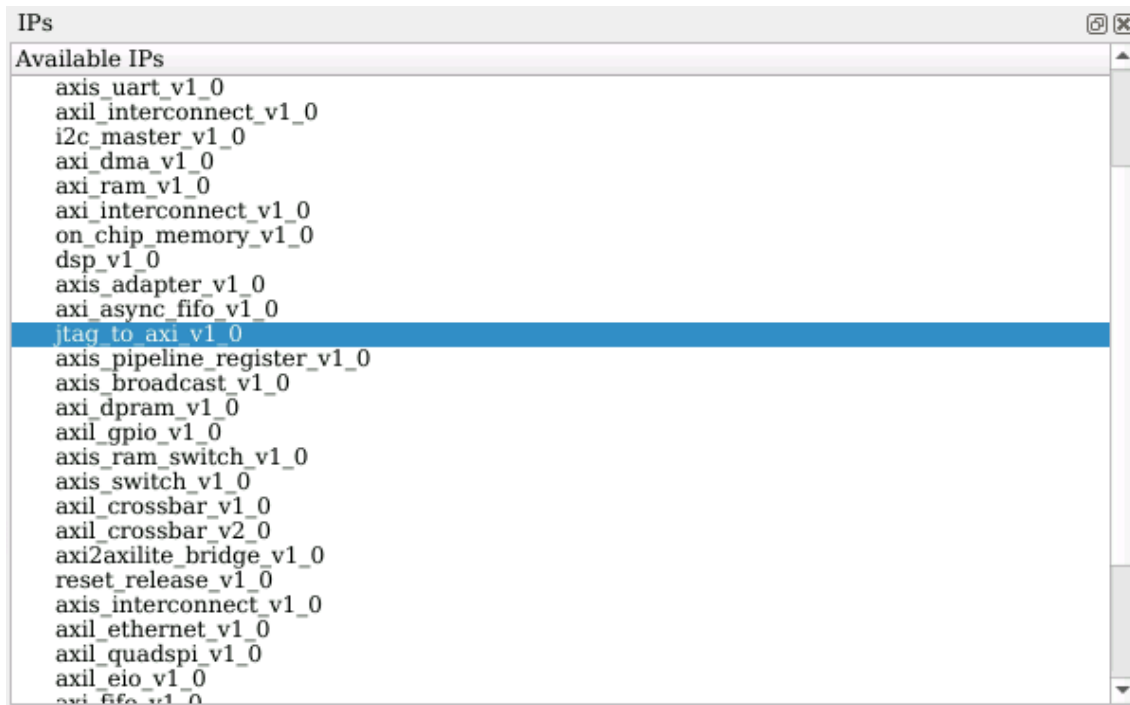 IPs
Available IPs
axis_uart_v1_0
axil_interconnect_v1_0
i2c_master_v1_0
axi_dma_v1_0
axi_ram_v1_0
axi_interconnect_v1_0
on_chip_memory_v1_0
dsp_v1_0
axis_adapter_v1_0
axi_async_fifo_v1_0
jtag_to_axi_v1_0
axis_pipeline_register_v1_0
axis_broadcast_v1_0
axi_dpram_v1_0
axil_gpio_v1_0
axis_ram_switch_v1_0
axis_switch_v1_0
axil_crossbar_v1_0
axil_crossbar_v2_0
axi2axilite_bridge_v1_0
reset_release_v1_0
axis_interconnect_v1_0
axil_ethernet_v1_0
axil_quadspi_v1_0
axil_eio_v1_0
axi_fifo_v1_0